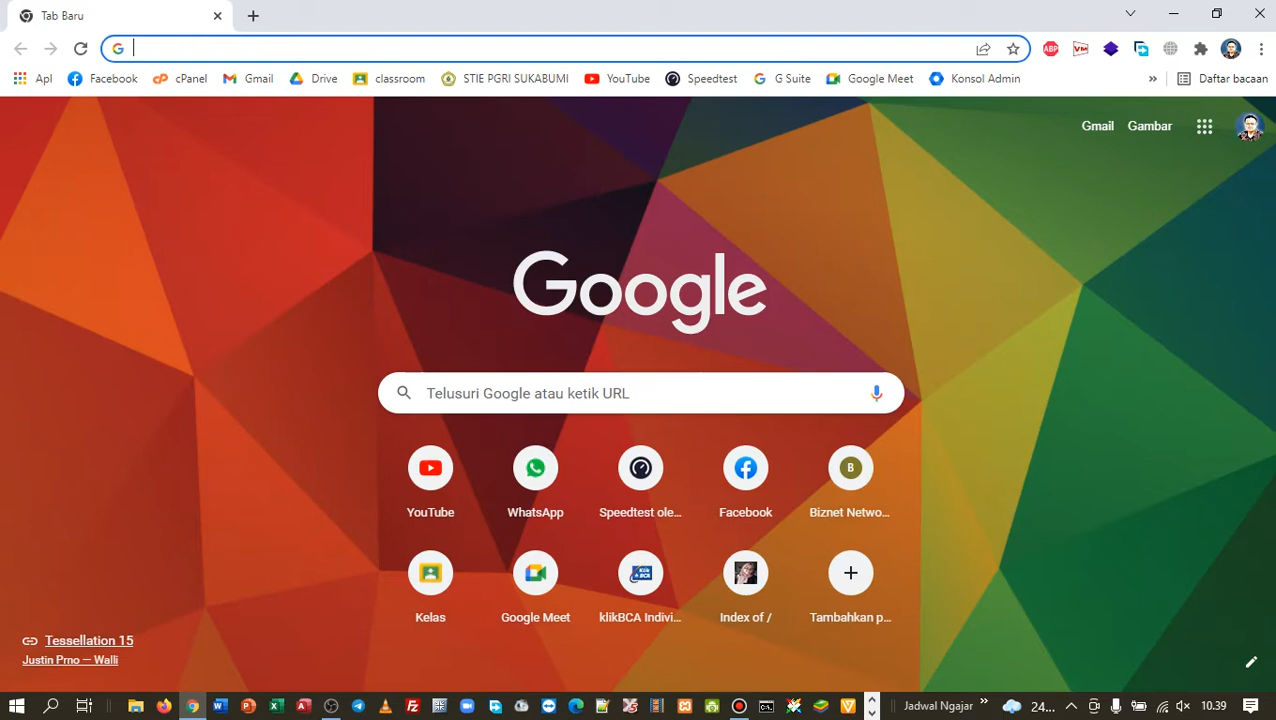 Tab Baru
Apl Facebook cPanel Gmail Drive classroom STIE PGRI SUKABUMI YouTube Speedtest G Suite Google Meet Konsol Admin » Daftar bacaan
ABP VM
Gmail Gambar
Google
Telusuri Google atau ketik URL
B
YouTube WhatsApp Speedtest ole... Facebook Biznet Netwo...
Kelas Google Meet klikBCA Indivi... Index of / Tambahkan p...
Tessellation 15
Justin Prno — Walli
Jadwal Ngajar » 24... 10.39